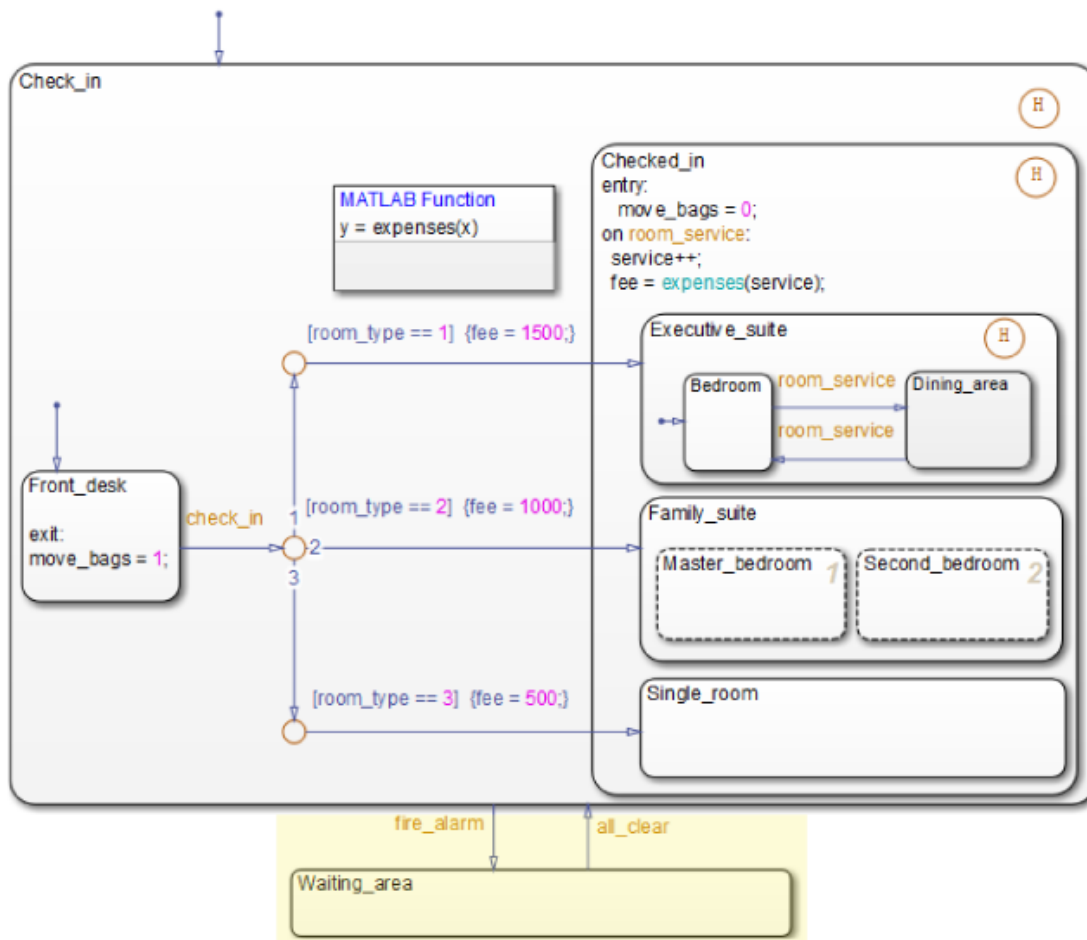 Check_in
H
Checked_in
H
entry:
move_bags = 0;
on room_service:
service++;
fee = expenses(service);
MATLAB Function
y = expenses(x)
[room_type == 1] {fee = 1500;}
Executive_suite
H
Bedroom
room_service
Dining_area
room_service
Front_desk
exit:
move_bags = 1;
check_in
1
2
3
[room_type == 2] {fee = 1000;}
Family_suite
Master_bedroom
1
Second_bedroom
2
[room_type == 3] {fee = 500;}
Single_room
fire_alarm
all_clear
Waiting_area